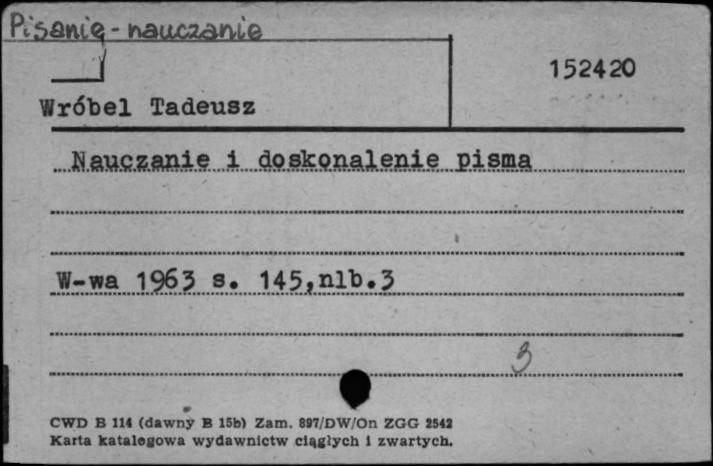 Pisanie - nauczanie
152420
Wróbel Tadeusz
Nauczanie i doskonalenie pisma
W-wa 1963 s. 145,nlb.3
3
CWD B 114 (dawny B 15b) Zam. 897/DW/On ZGG 2542
Karta katalogowa wydawnictw ciągłych i zwartych.